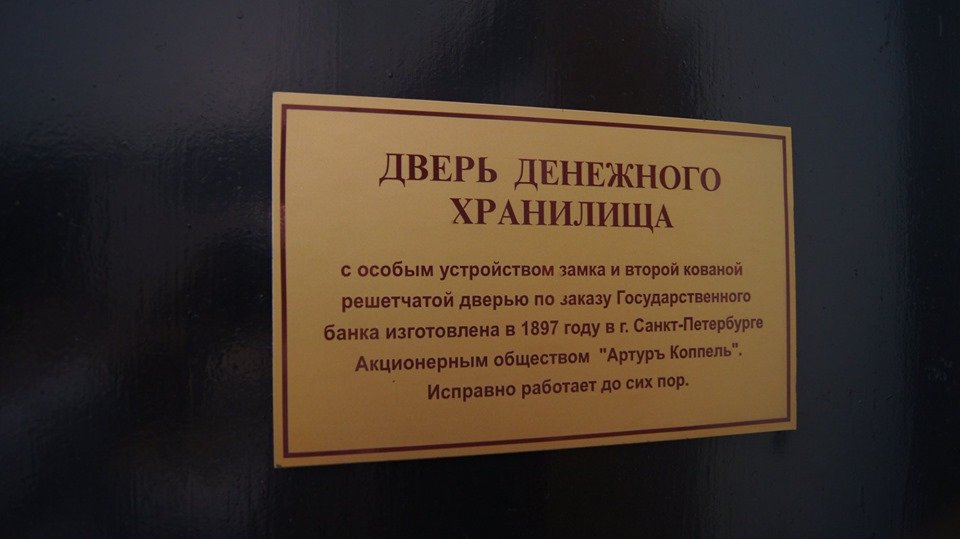 ДВЕРЬ ДЕНЕЖНОГО
ХРАНИЛИЩА
с особым устройством замка и второй кованой
решетчатой дверью по заказу Государственного
банка изготовлена в 1897 году в г. Санкт-Петербурге
Акционерным обществом "Артуръ Коппель".
Исправно работает до сих пор.